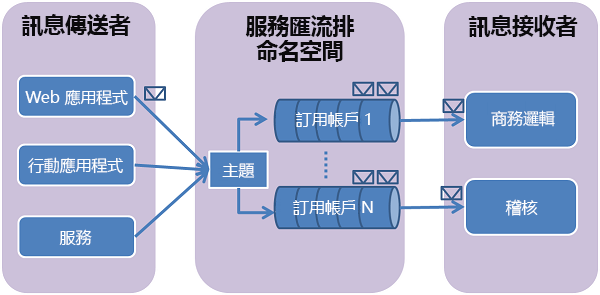 訊息傳送者
Web 應用程式
行動應用程式
服務
服務匯流排
命名空間
主題
訂用帳戶 1
訂用帳戶 N
訊息接收者
商務邏輯
稽核